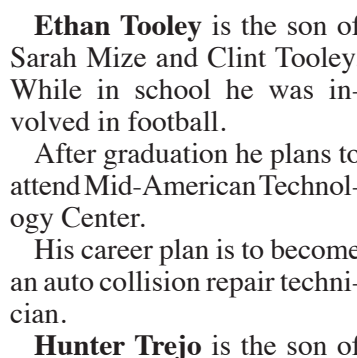 Ethan Tooley is the son of
Sarah Mize and Clint Tooley
While in school he was in-
volved in football.
After graduation he plans to
attend Mid-American Technol-
ogy Center.
His career plan is to become
an auto collision repair techni-
cian.
Hunter Trejo is the son of